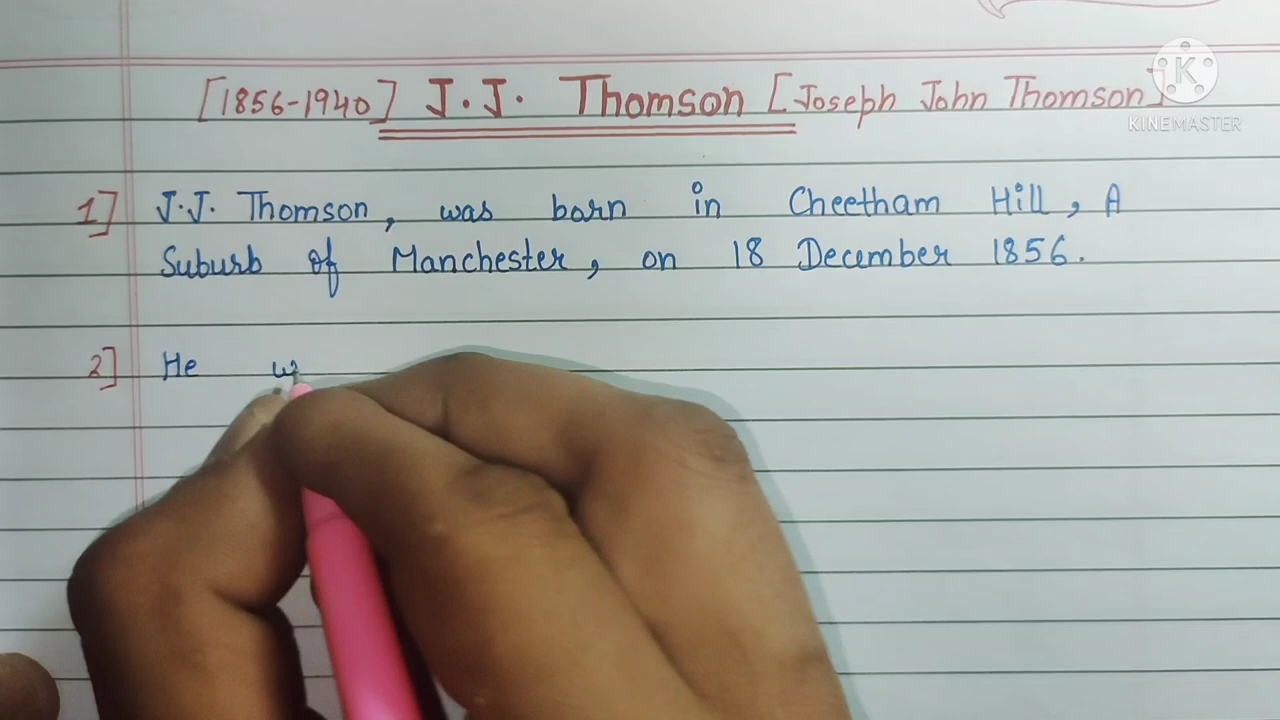 [1856-1940] J.J. Thomson [Joseph John Thomson]
K
KINEMASTER
1] J.J. Thomson, was born in Cheetham Hill, A
Suburb of Manchester, on 18 December 1856.
2] He